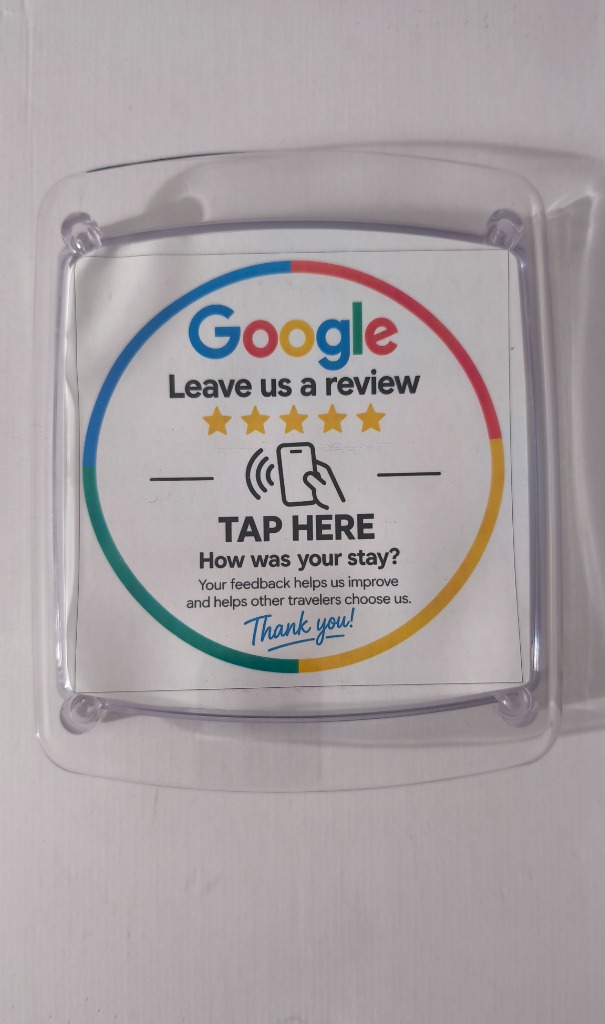 Google
Leave us a review
TAP HERE
How was your stay?
Your feedback helps us improve
and helps other travelers choose us.
Thank you!